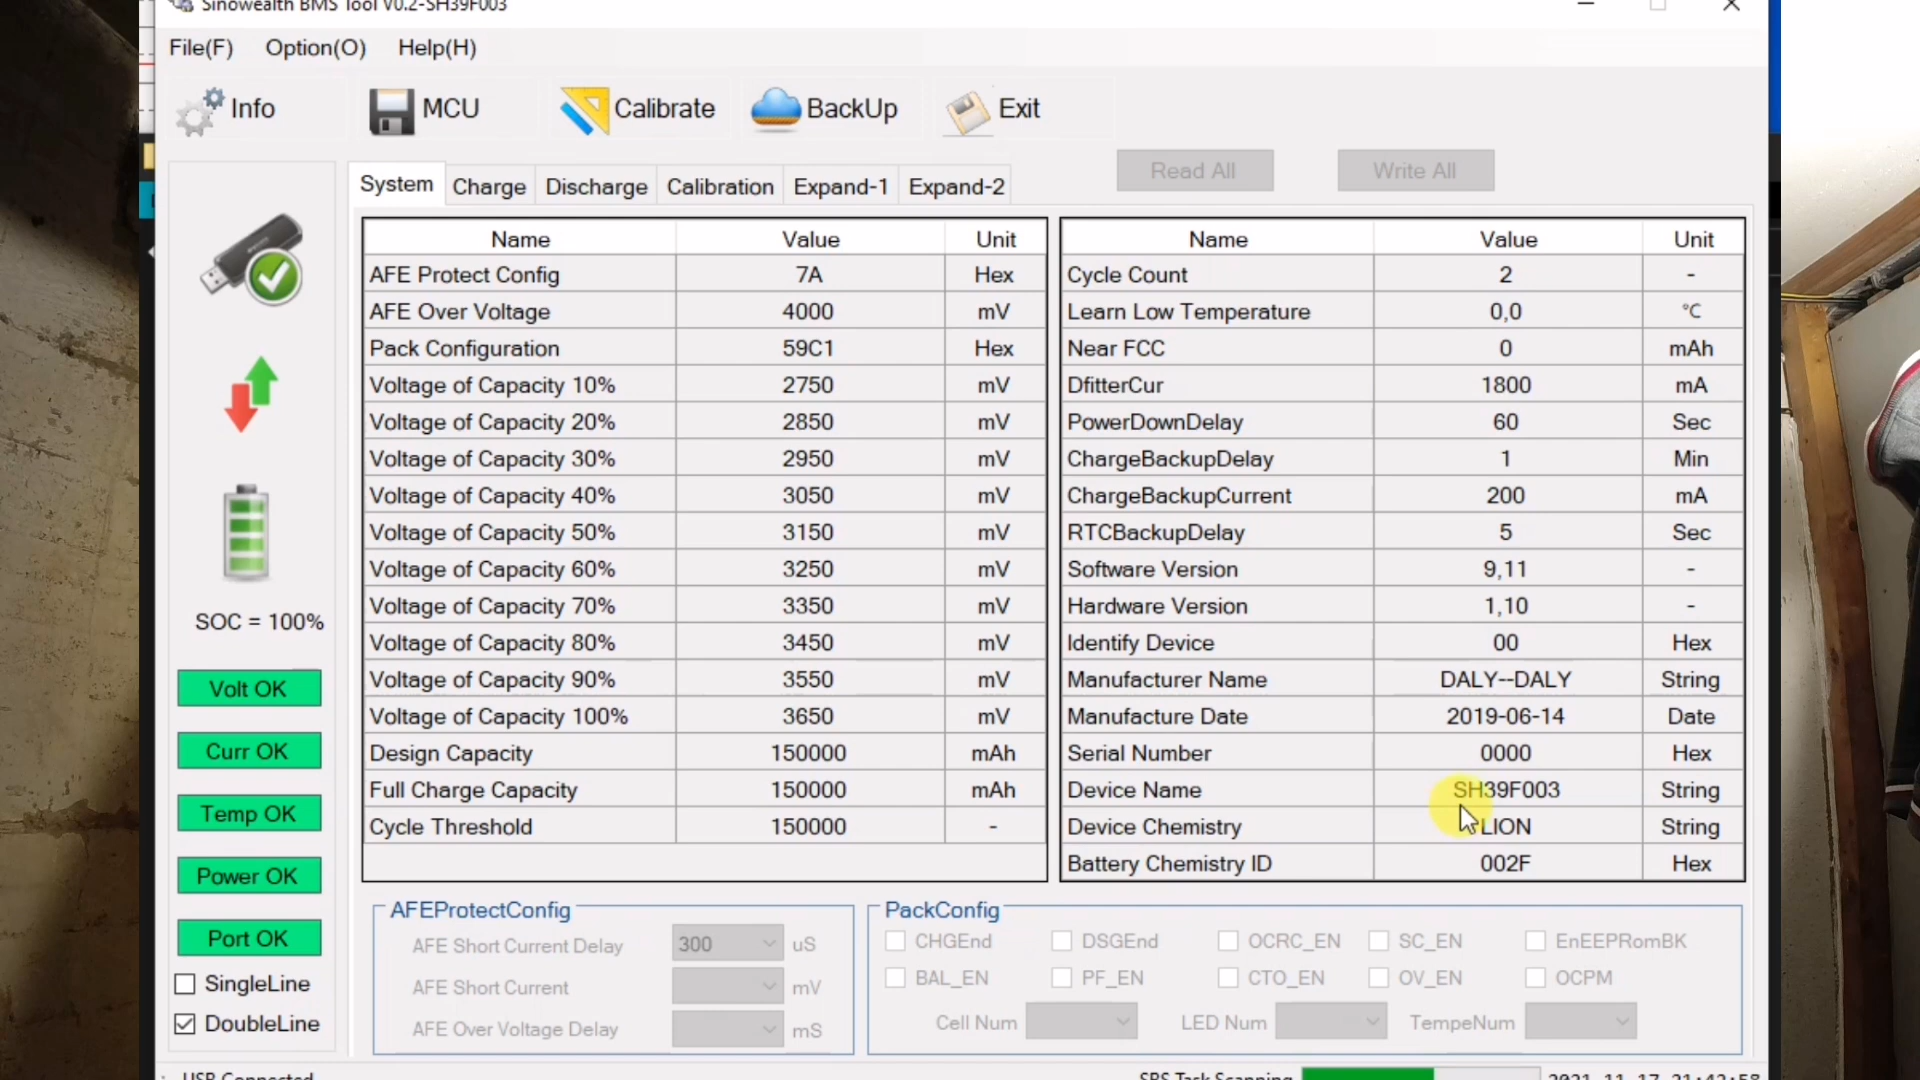 Sinowealth BMS Tool V0.2-SH39F003
File(F) Option(O) Help(H)
Info MCU Calibrate BackUp Exit
Read All Write All
System Charge Discharge Calibration Expand-1 Expand-2
Name Value Unit
AFE Protect Config 7A Hex
AFE Over Voltage 4000 mV
Pack Configuration 59C1 Hex
Voltage of Capacity 10% 2750 mV
Voltage of Capacity 20% 2850 mV
Voltage of Capacity 30% 2950 mV
Voltage of Capacity 40% 3050 mV
Voltage of Capacity 50% 3150 mV
Voltage of Capacity 60% 3250 mV
Voltage of Capacity 70% 3350 mV
Voltage of Capacity 80% 3450 mV
Voltage of Capacity 90% 3550 mV
Voltage of Capacity 100% 3650 mV
Design Capacity 150000 mAh
Full Charge Capacity 150000 mAh
Cycle Threshold 150000 -
Name Value Unit
Cycle Count 2 -
Learn Low Temperature 0,0 °C
Near FCC 0 mAh
DfitterCur 1800 mA
PowerDownDelay 60 Sec
ChargeBackupDelay 1 Min
ChargeBackupCurrent 200 mA
RTCBackupDelay 5 Sec
Software Version 9,11 -
Hardware Version 1,10 -
Identify Device 00 Hex
Manufacturer Name DALY--DALY String
Manufacture Date 2019-06-14 Date
Serial Number 0000 Hex
Device Name SH39F003 String
Device Chemistry LION String
Battery Chemistry ID 002F Hex
SOC = 100%
Volt OK
Curr OK
Temp OK
Power OK
Port OK
SingleLine
DoubleLine
AFEProtectConfig
AFE Short Current Delay 300 uS
AFE Short Current mV
AFE Over Voltage Delay mS
PackConfig
CHGEnd DSGEnd OCRC_EN SC_EN EnEEPRomBK
BAL_EN PF_EN CTO_EN OV_EN OCPM
Cell Num LED Num TempeNum
USB Connected SBS Task Scanning 2021-11-17 21:42:58